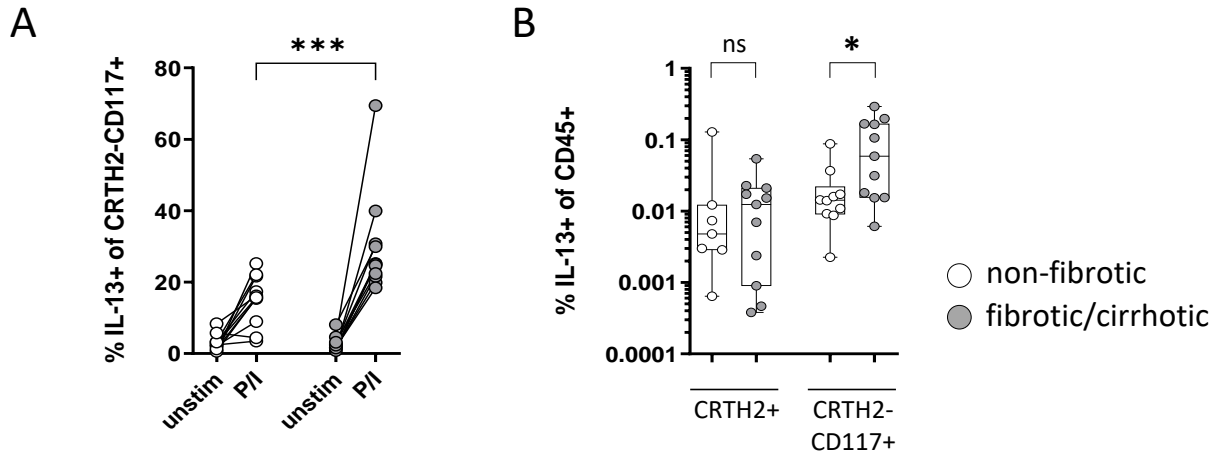 A
% IL-13+ of CRTH2-CD117+
80
60
40
20
0
***
unstim
P/I
unstim
P/I
B
% IL-13+ of CD45+
1
0.1
0.01
0.001
0.0001
ns
*
CRTH2+
CRTH2-
CD117+
non-fibrotic
fibrotic/cirrhotic